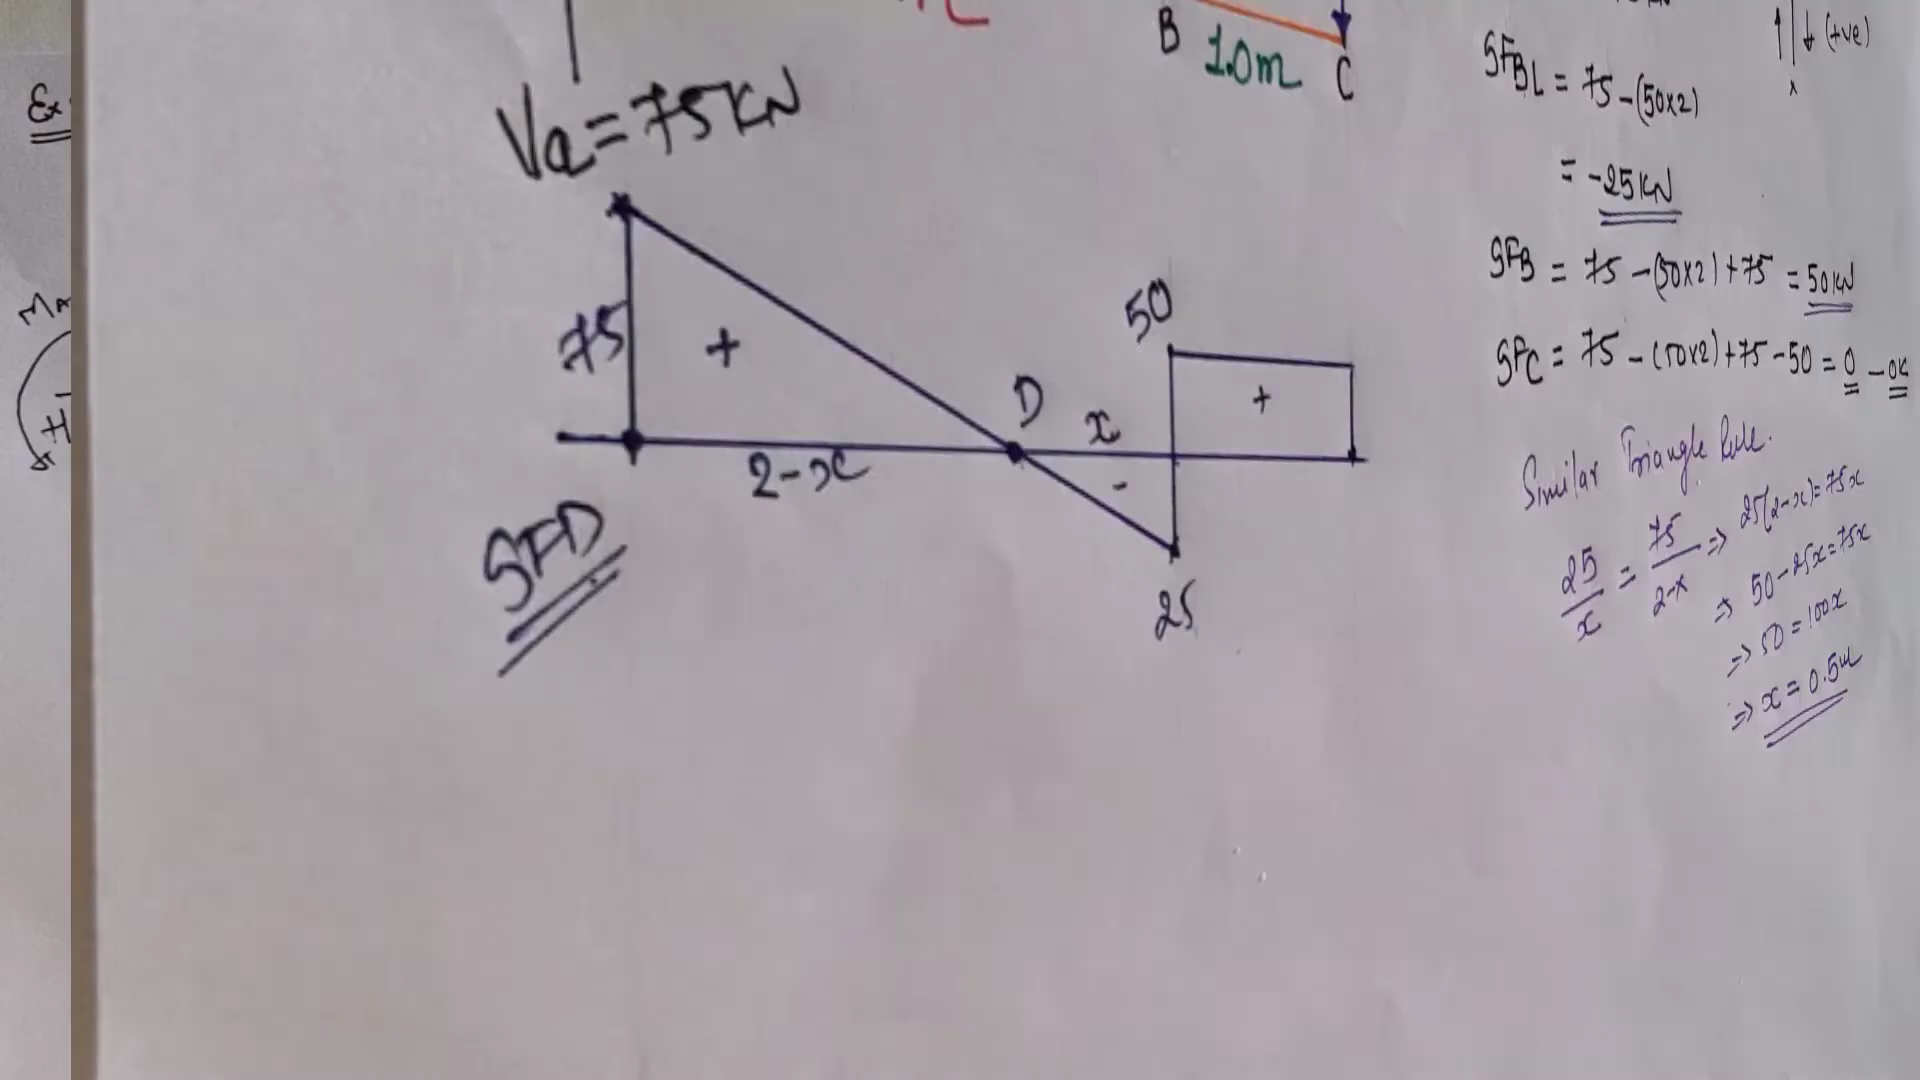 Ex
Va=75KN
B
1.0m
C
SFBL = 75-(50x2)
(+ve)
x
= -25KN
SFB = 75-(50x2)+75 = 50KN
SFC = 75-(50x2)+75-50=0-OK
Similar Triangle Rule.
25/x = 75/2-x => 25(2-x)=75x
=> 50-25x=75x
=> 50=100x
=> x=0.5m
75
+
D
x
50
+
2-x
-
SFD
25